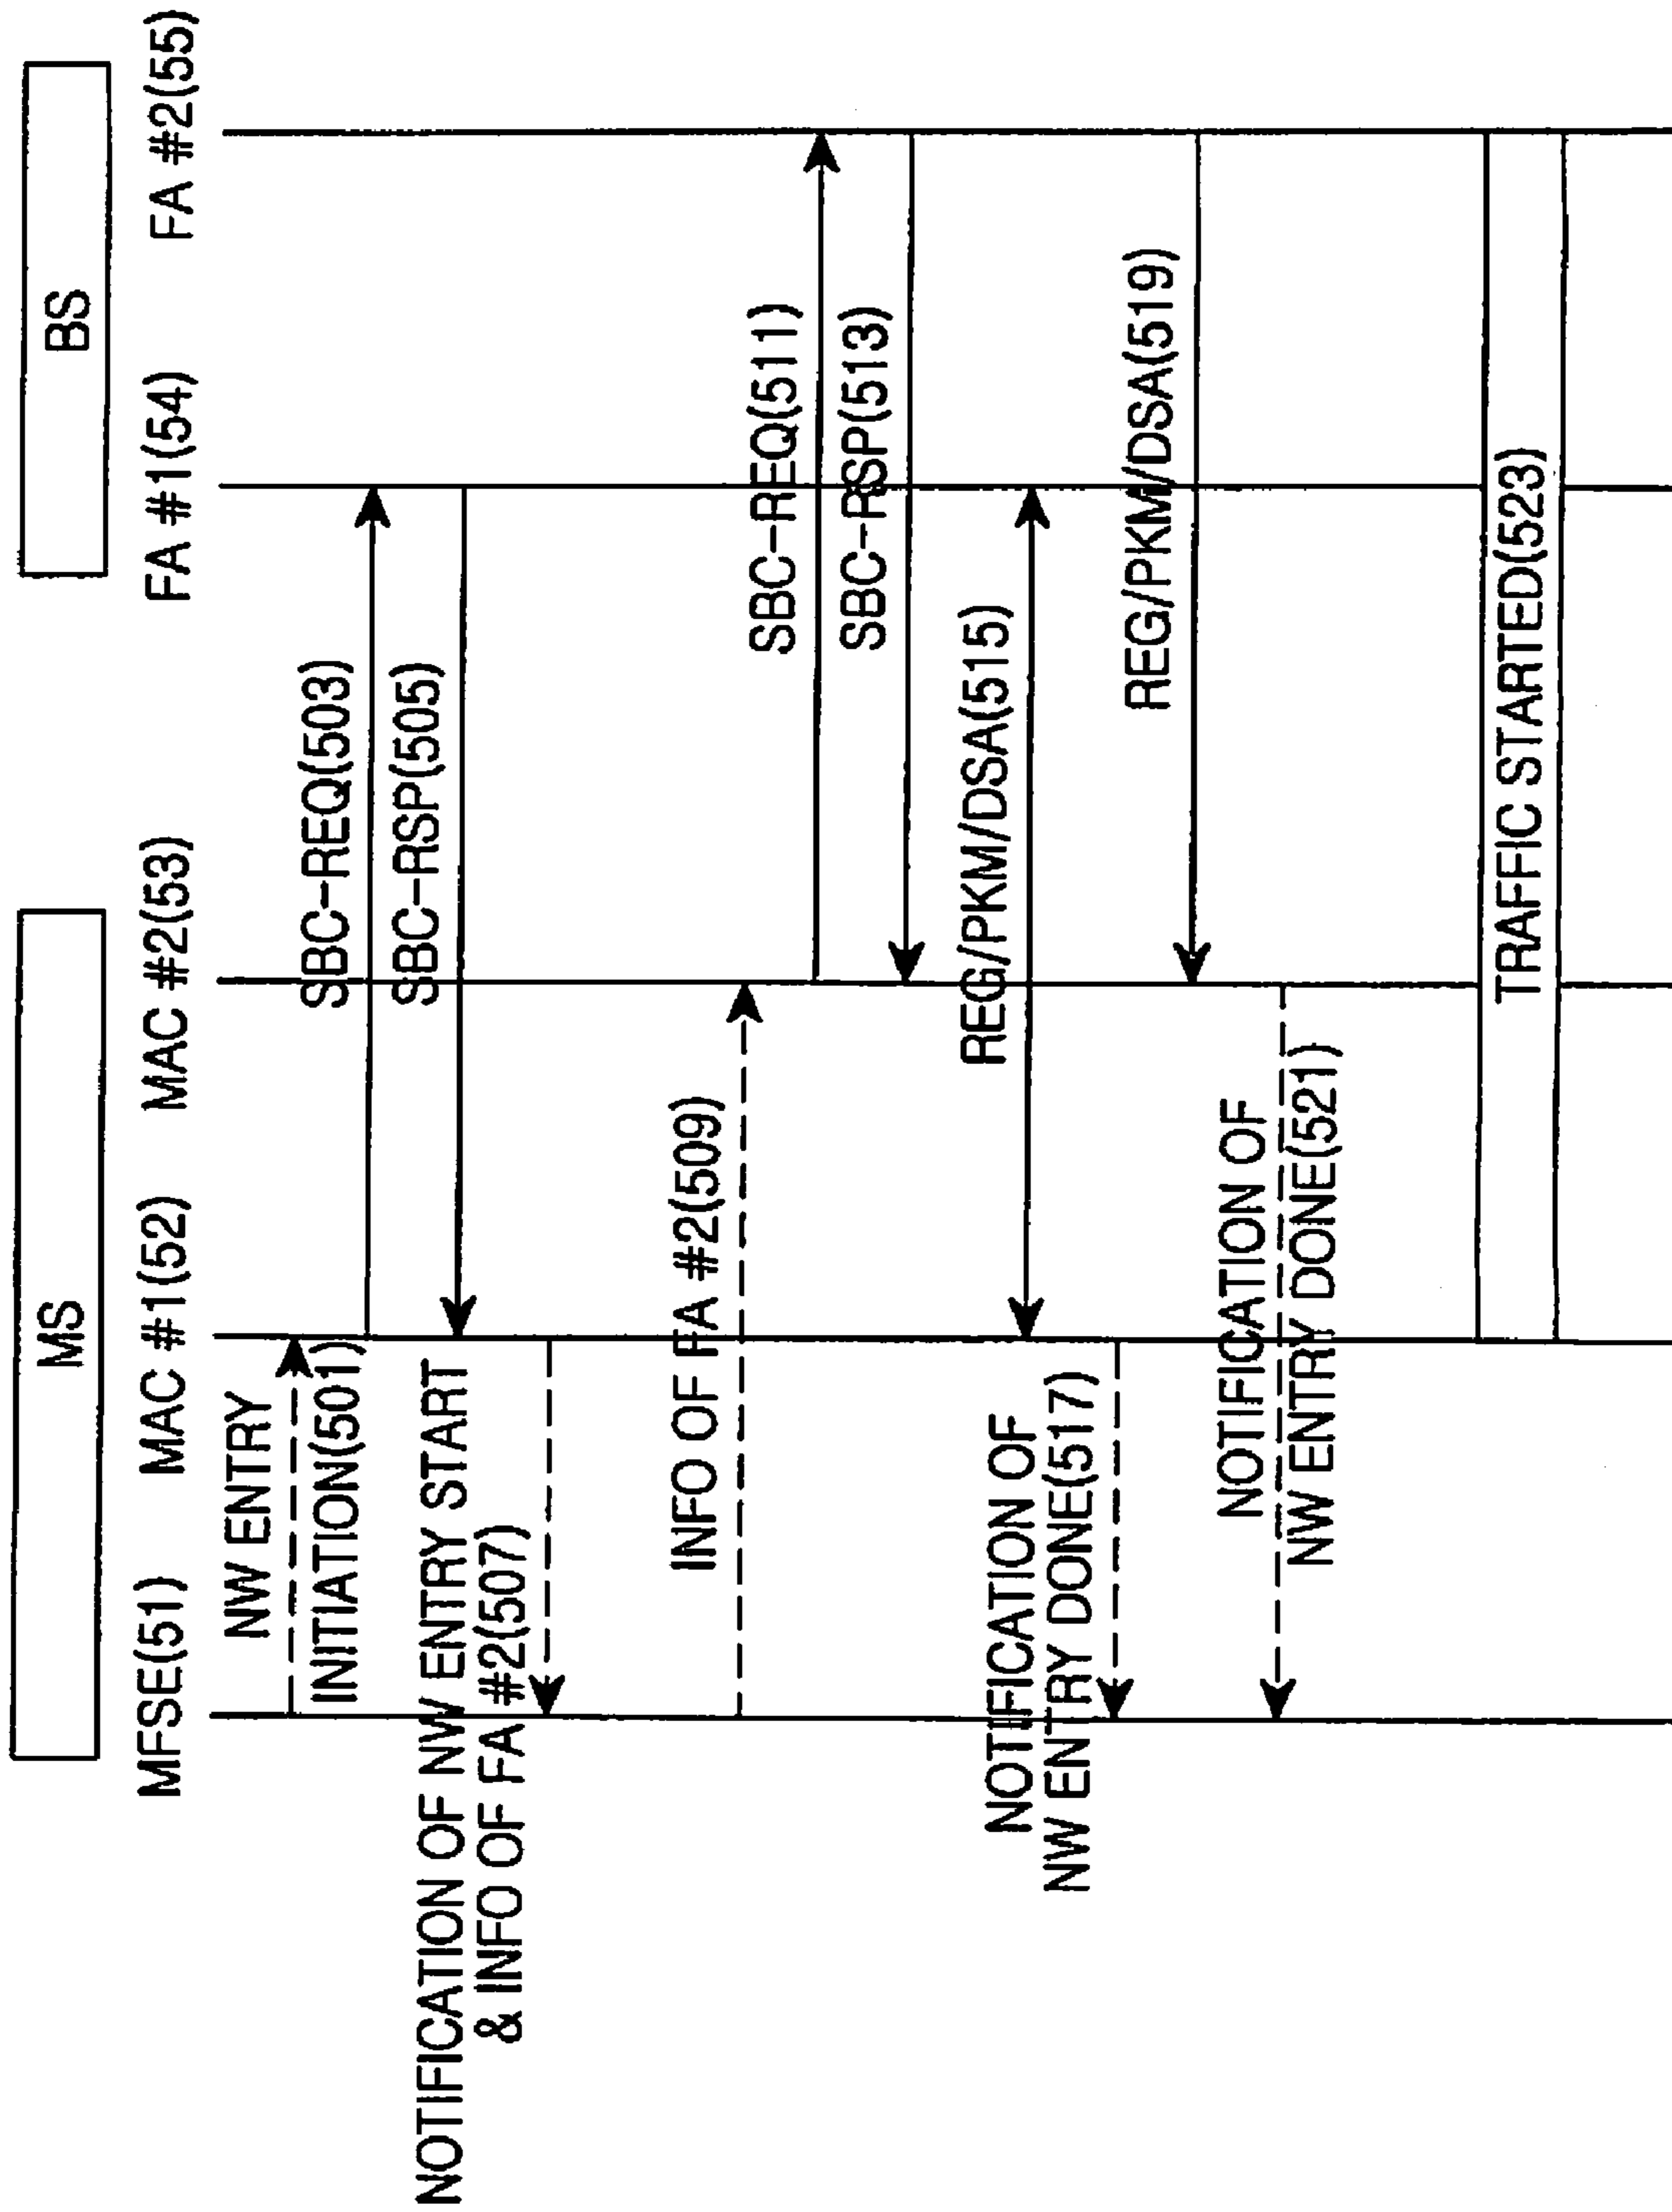 MS
BS
MFSE(51)
MAC #1(52)
MAC #2(53)
FA #1(54)
FA #2(55)
NW ENTRY
INITIATION(501)
SBC-REQ(503)
SBC-RSP(505)
NOTIFICATION OF NW ENTRY START
& INFO OF FA #2(507)
INFO OF FA #2(509)
SBC-REQ(511)
SBC-RSP(513)
REG/PKM/DSA(515)
NOTIFICATION OF
NW ENTRY DONE(517)
REG/PKM/DSA(519)
NOTIFICATION OF
NW ENTRY DONE(521)
TRAFFIC STARTED(523)